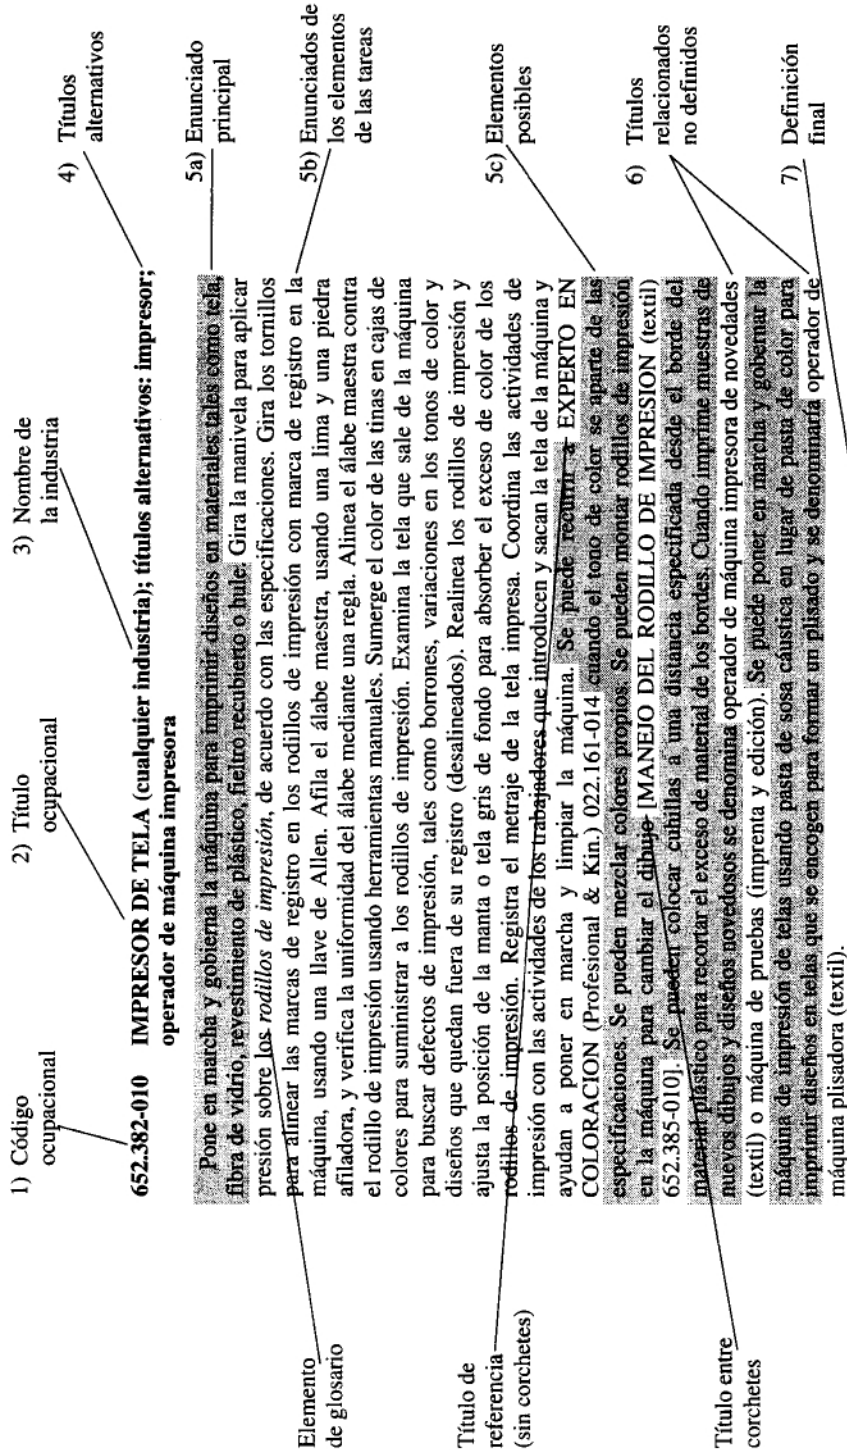 1) Código
ocupacional
2) Título
ocupacional
3) Nombre de
la industria
4) Títulos
alternativos
652.382-010 IMPRESOR DE TELA (cualquier industria); títulos alternativos: impresor;
operador de máquina impresora
5a) Enunciado
principal
Pone en marcha y gobierna la máquina para imprimir diseños en materiales tales como tela,
fibra de vidrio, revestimiento de plástico, fieltro recubierto o hule. Gira la manivela para aplicar
presión sobre los rodillos de impresión, de acuerdo con las especificaciones. Gira los tornillos
para alinear las marcas de registro en los rodillos de impresión con marca de registro en la
máquina, usando una llave de Allen. Afila el álabe maestra, usando una lima y una piedra
afiladora, y verifica la uniformidad del álabe mediante una regla. Alinea el álabe maestra contra
el rodillo de impresión usando herramientas manuales. Sumerge el color de las tinas en cajas de
colores para suministrar a los rodillos de impresión. Examina la tela que sale de la máquina
para buscar defectos de impresión, tales como borrones, variaciones en los tonos de color y
diseños que quedan fuera de su registro (desalineados). Realinea los rodillos de impresión y
ajusta la posición de la manta o tela gris de fondo para absorber el exceso de color de los
rodillos de impresión. Registra el metraje de la tela impresa. Coordina las actividades de
impresión con las actividades de los trabajadores que introducen y sacan la tela de la máquina y
ayudan a poner en marcha y limpiar la máquina. Se puede recurrir a EXPERTO EN
COLORACION (Profesional & Kin.) 022.161-014 cuando el tono de color se aparte de las
especificaciones. Se pueden mezclar colores propios. Se pueden montar rodillos de impresión
en la máquina para cambiar el dibujo [MANEJO DEL RODILLO DE IMPRESION (textil)
652.385-010]. Se pueden colocar cubillas a una distancia especificada desde el borde del
material plástico para recortar el exceso de material de los bordes. Cuando imprime muestras de
nuevos dibujos y diseños novedosos se denomina operador de máquina impresora de novedades
(textil) o máquina de pruebas (imprenta y edición). Se puede poner en marcha y gobernar la
máquina de impresión de telas usando pasta de sosa cáustica en lugar de pasta de color para
imprimir diseños en telas que se encogen para formar un plisado y se denominaría operador de
máquina plisadora (textil).
5b) Enunciados de
los elementos
de las tareas
5c) Elementos
posibles
6) Títulos
relacionados
no definidos
7) Definición
final
Elemento
de glosario
Título de
referencia
(sin corchetes)
Título entre
corchetes